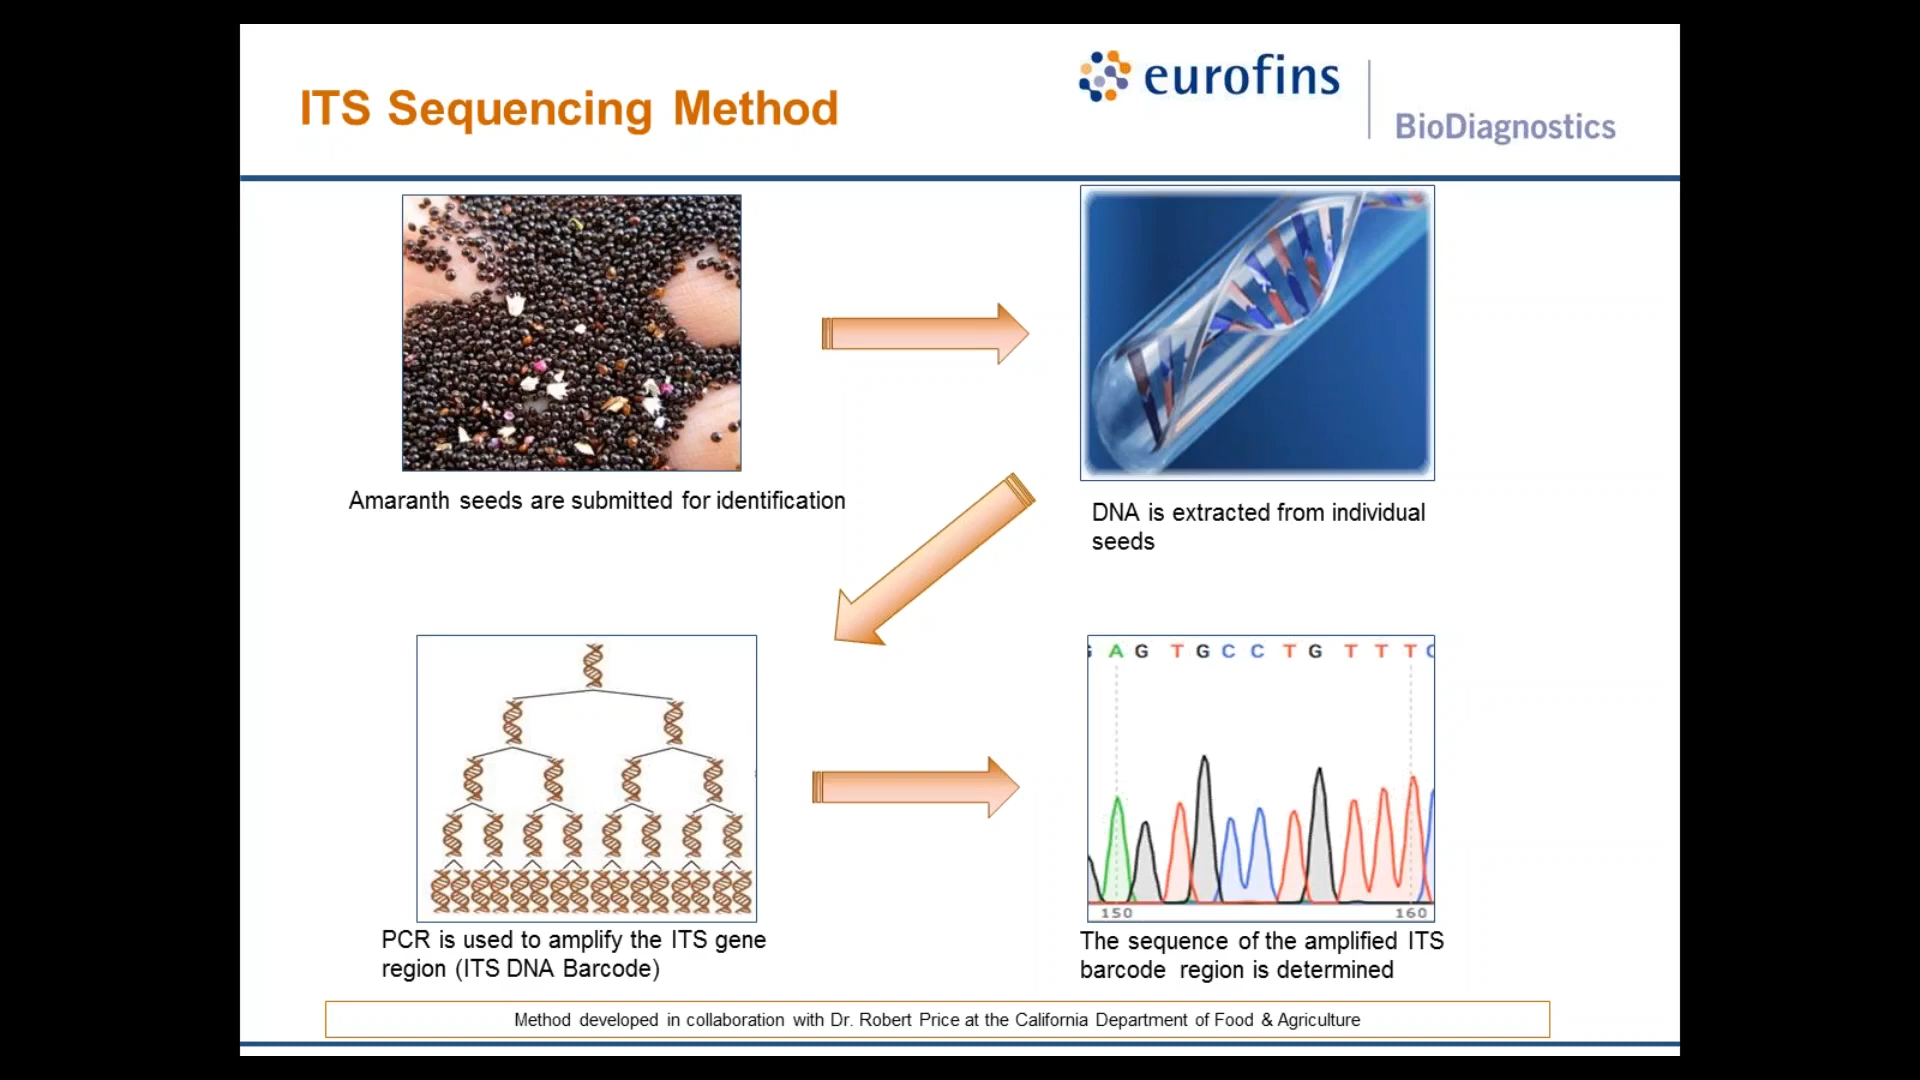 ITS Sequencing Method
eurofins
BioDiagnostics
Amaranth seeds are submitted for identification
DNA is extracted from individual
seeds
A G T G C C T G T T T C
150 160
PCR is used to amplify the ITS gene
region (ITS DNA Barcode)
The sequence of the amplified ITS
barcode region is determined
Method developed in collaboration with Dr. Robert Price at the California Department of Food & Agriculture